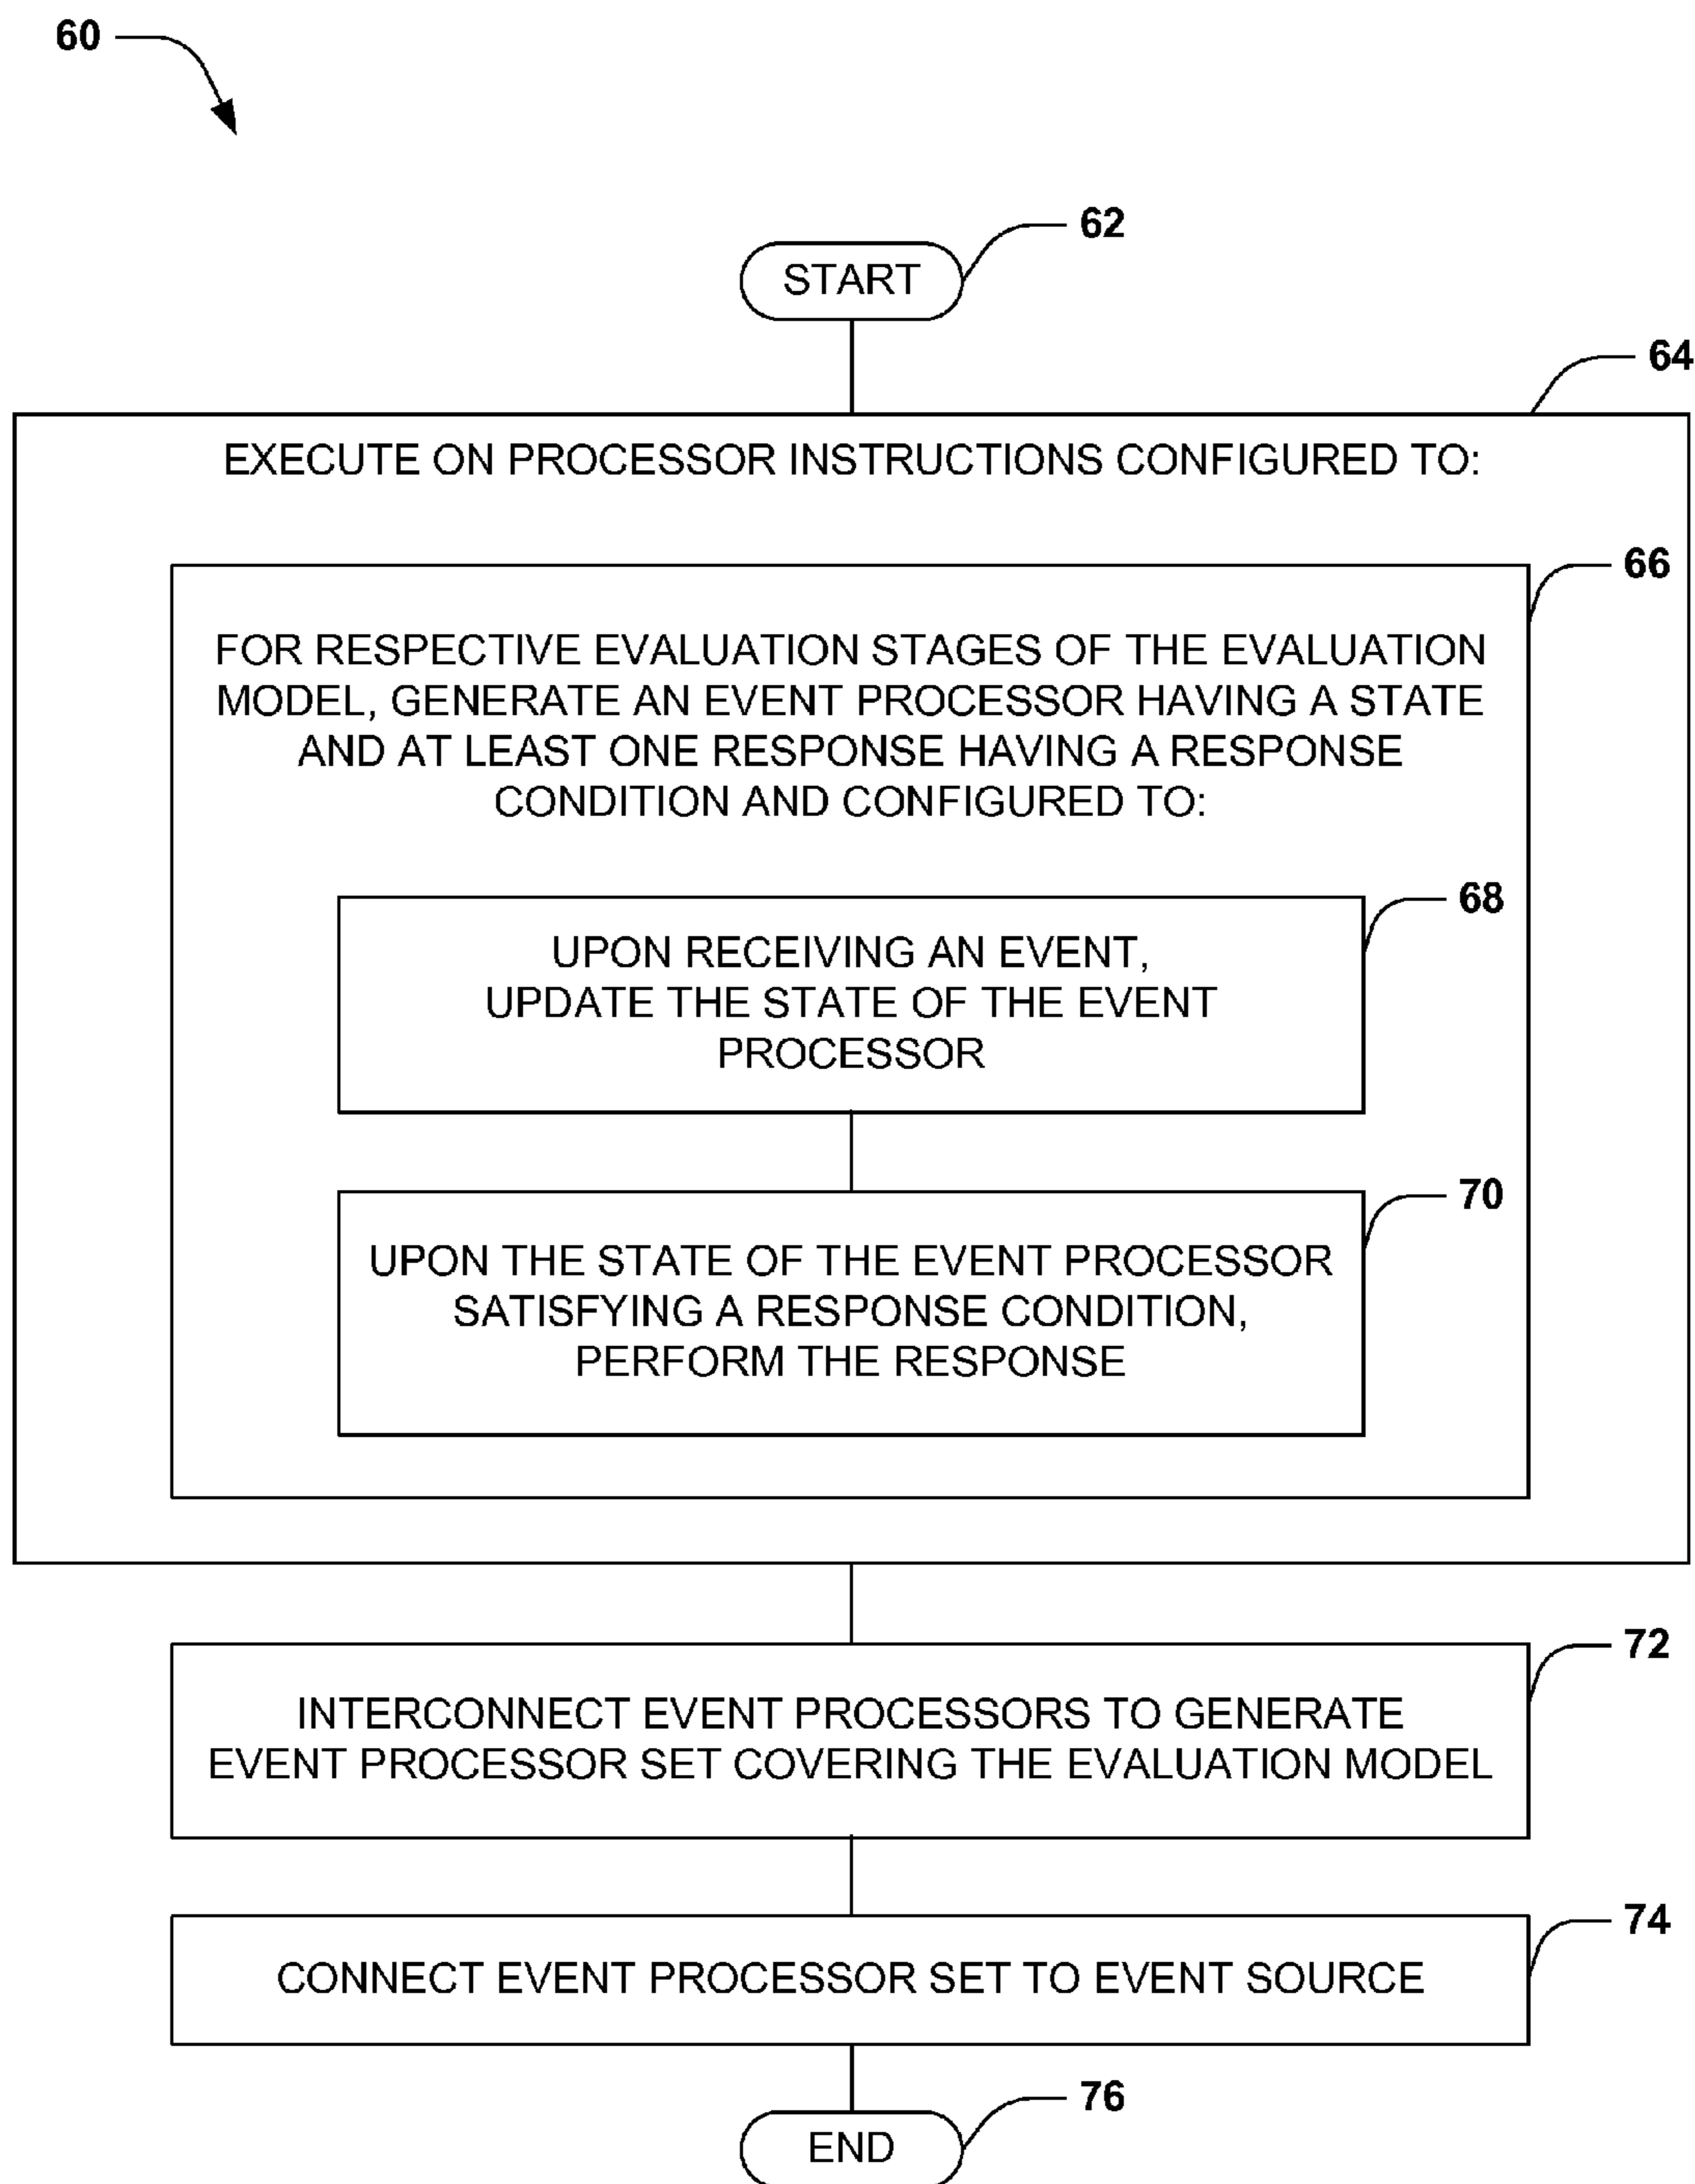 60
62
START
64
EXECUTE ON PROCESSOR INSTRUCTIONS CONFIGURED TO:
66
FOR RESPECTIVE EVALUATION STAGES OF THE EVALUATION
MODEL, GENERATE AN EVENT PROCESSOR HAVING A STATE
AND AT LEAST ONE RESPONSE HAVING A RESPONSE
CONDITION AND CONFIGURED TO:
68
UPON RECEIVING AN EVENT,
UPDATE THE STATE OF THE EVENT
PROCESSOR
70
UPON THE STATE OF THE EVENT PROCESSOR
SATISFYING A RESPONSE CONDITION,
PERFORM THE RESPONSE
72
INTERCONNECT EVENT PROCESSORS TO GENERATE
EVENT PROCESSOR SET COVERING THE EVALUATION MODEL
74
CONNECT EVENT PROCESSOR SET TO EVENT SOURCE
76
END